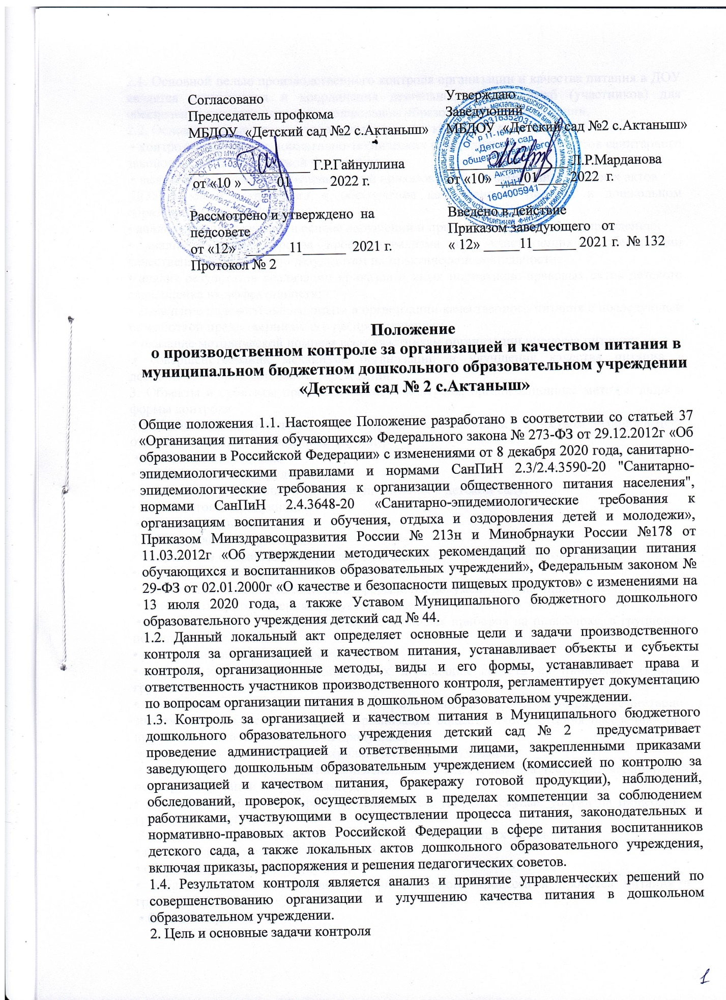 Согласовано
Председатель профкома
МБДОУ «Детский сад №2 с.Актаныш»
Г.Р.Гайнуллина
от «10 »_____01_______ 2022 г.
Утверждаю
Заведующий
МБДОУ «Детский сад №2 с.Актаныш»
Л.Р.Марданова
от «10» ____01____ 2022 г.
Рассмотрено и утверждено на
педсовете
от «12» ______11______ 2021 г.
Протокол № 2
Введено в действие
Приказом заведующего от
« 12» _____11______ 2021 г. № 132
«Детский сад
общеразвивающего
с. Актаныш»
ИНН
1604005941
Положение
о производственном контроле за организацией и качеством питания в
муниципальном бюджетном дошкольного образовательном учреждении
«Детский сад № 2 с.Актаныш»
Общие положения 1.1. Настоящее Положение разработано в соответствии со статьей 37
«Организация питания обучающихся» Федерального закона № 273-ФЗ от 29.12.2012г «Об
образовании в Российской Федерации» с изменениями от 8 декабря 2020 года, санитарно-
эпидемиологическими правилами и нормами СанПиН 2.3/2.4.3590-20 "Санитарно-
эпидемиологические требования к организации общественного питания населения",
нормами СанПиН 2.4.3648-20 «Санитарно-эпидемиологические требования к
организациям воспитания и обучения, отдыха и оздоровления детей и молодежи»,
Приказом Минздравсоцразвития России № 213н и Минобрнауки России №178 от
11.03.2012г «Об утверждении методических рекомендаций по организации питания
обучающихся и воспитанников образовательных учреждений», Федеральным законом №
29-ФЗ от 02.01.2000г «О качестве и безопасности пищевых продуктов» с изменениями на
13 июля 2020 года, а также Уставом Муниципального бюджетного дошкольного
образовательного учреждения детский сад № 44.
1.2. Данный локальный акт определяет основные цели и задачи производственного
контроля за организацией и качеством питания, устанавливает объекты и субъекты
контроля, организационные методы, виды и его формы, устанавливает права и
ответственность участников производственного контроля, регламентирует документацию
по вопросам организации питания в дошкольном образовательном учреждении.
1.3. Контроль за организацией и качеством питания в Муниципального бюджетного
дошкольного образовательного учреждения детский сад № 2 предусматривает
проведение администрацией и ответственными лицами, закрепленными приказами
заведующего дошкольным образовательным учреждением (комиссией по контролю за
организацией и качеством питания, бракеражу готовой продукции), наблюдений,
обследований, проверок, осуществляемых в пределах компетенции за соблюдением
работниками, участвующими в осуществлении процесса питания, законодательных и
нормативно-правовых актов Российской Федерации в сфере питания воспитанников
детского сада, а также локальных актов дошкольного образовательного учреждения,
включая приказы, распоряжения и решения педагогических советов.
1.4. Результатом контроля является анализ и принятие управленческих решений по
совершенствованию организации и улучшению качества питания в дошкольном
образовательном учреждении.
2. Цель и основные задачи контроля
1